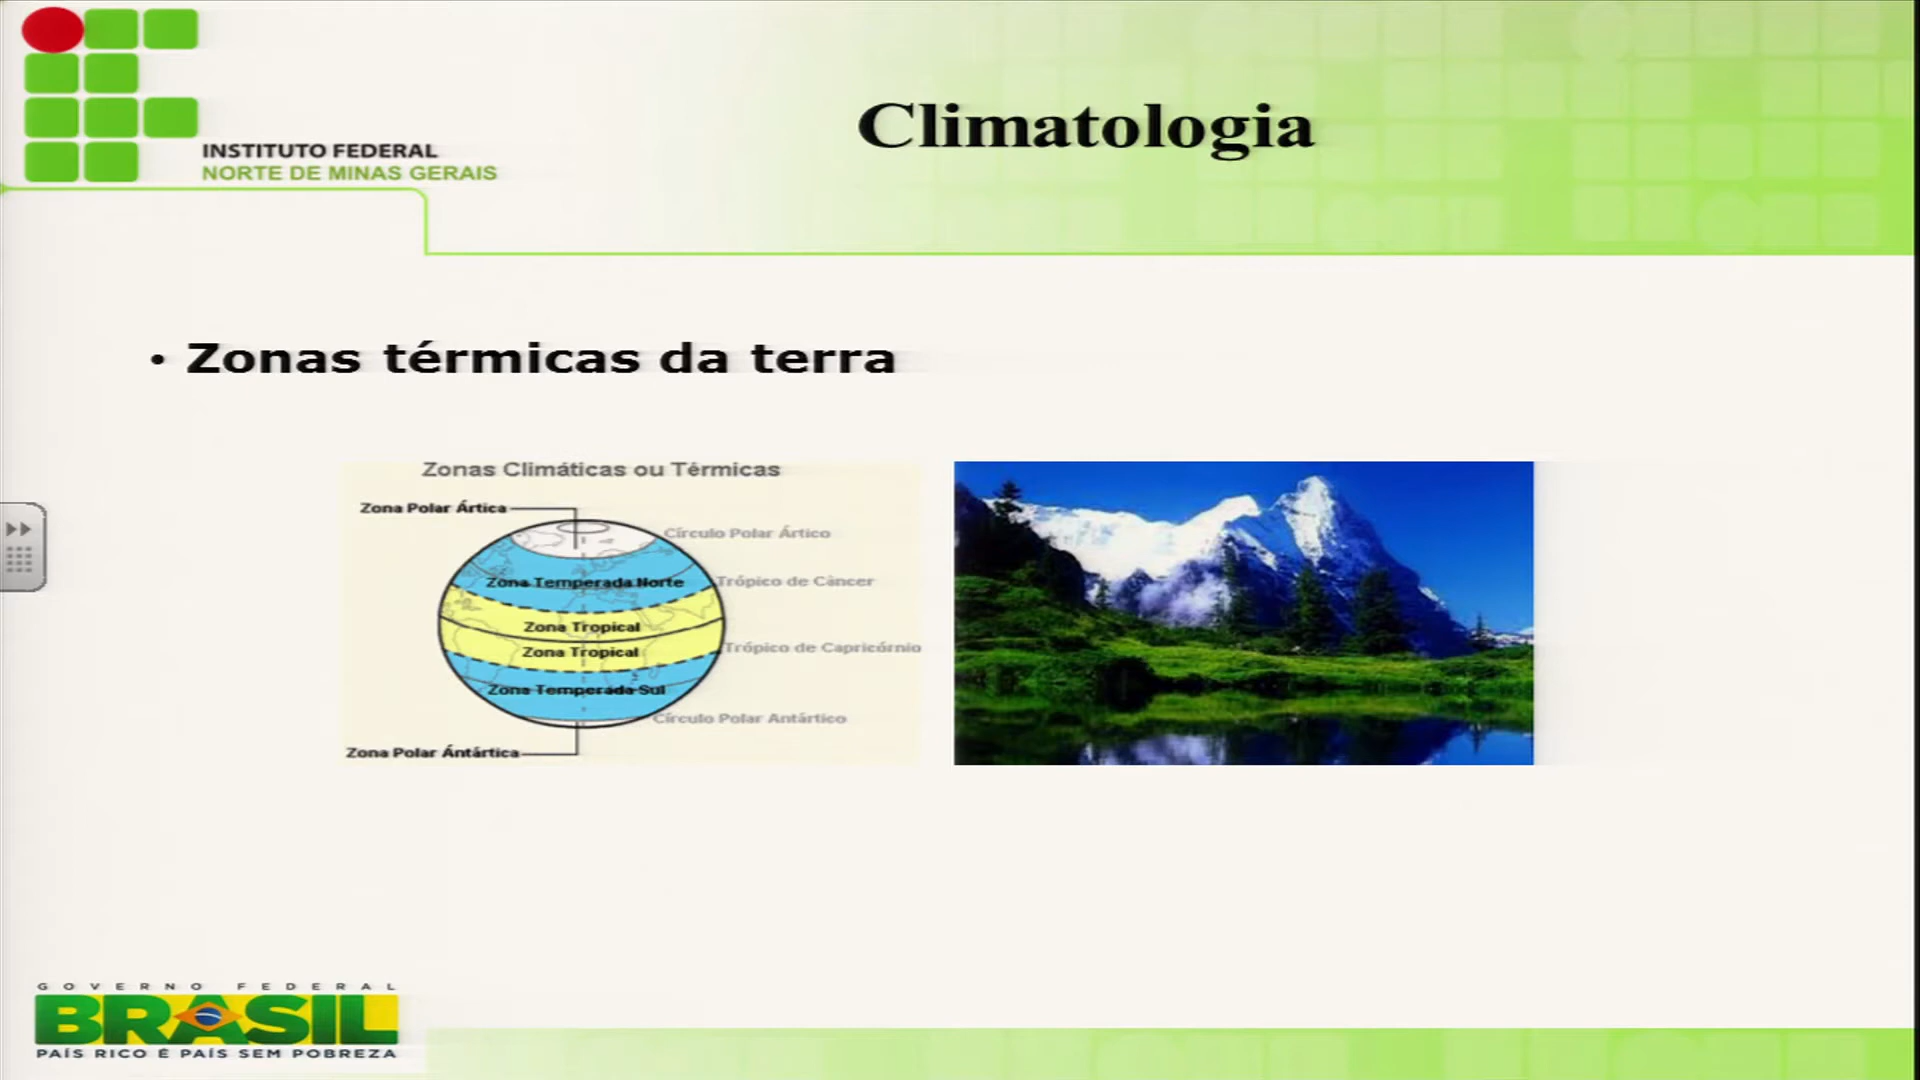 INSTITUTO FEDERAL
NORTE DE MINAS GERAIS
Climatologia
• Zonas térmicas da terra
Zonas Climáticas ou Térmicas
Zona Polar Ártica
Círculo Polar Ártico
Zona Temperada Norte
Trópico de Câncer
Zona Tropical
Zona Tropical
Trópico de Capricórnio
Zona Temperada Sul
Círculo Polar Antártico
Zona Polar Ántártica
GOVERNO FEDERAL
BRASIL
PAÍS RICO É PAÍS SEM POBREZA